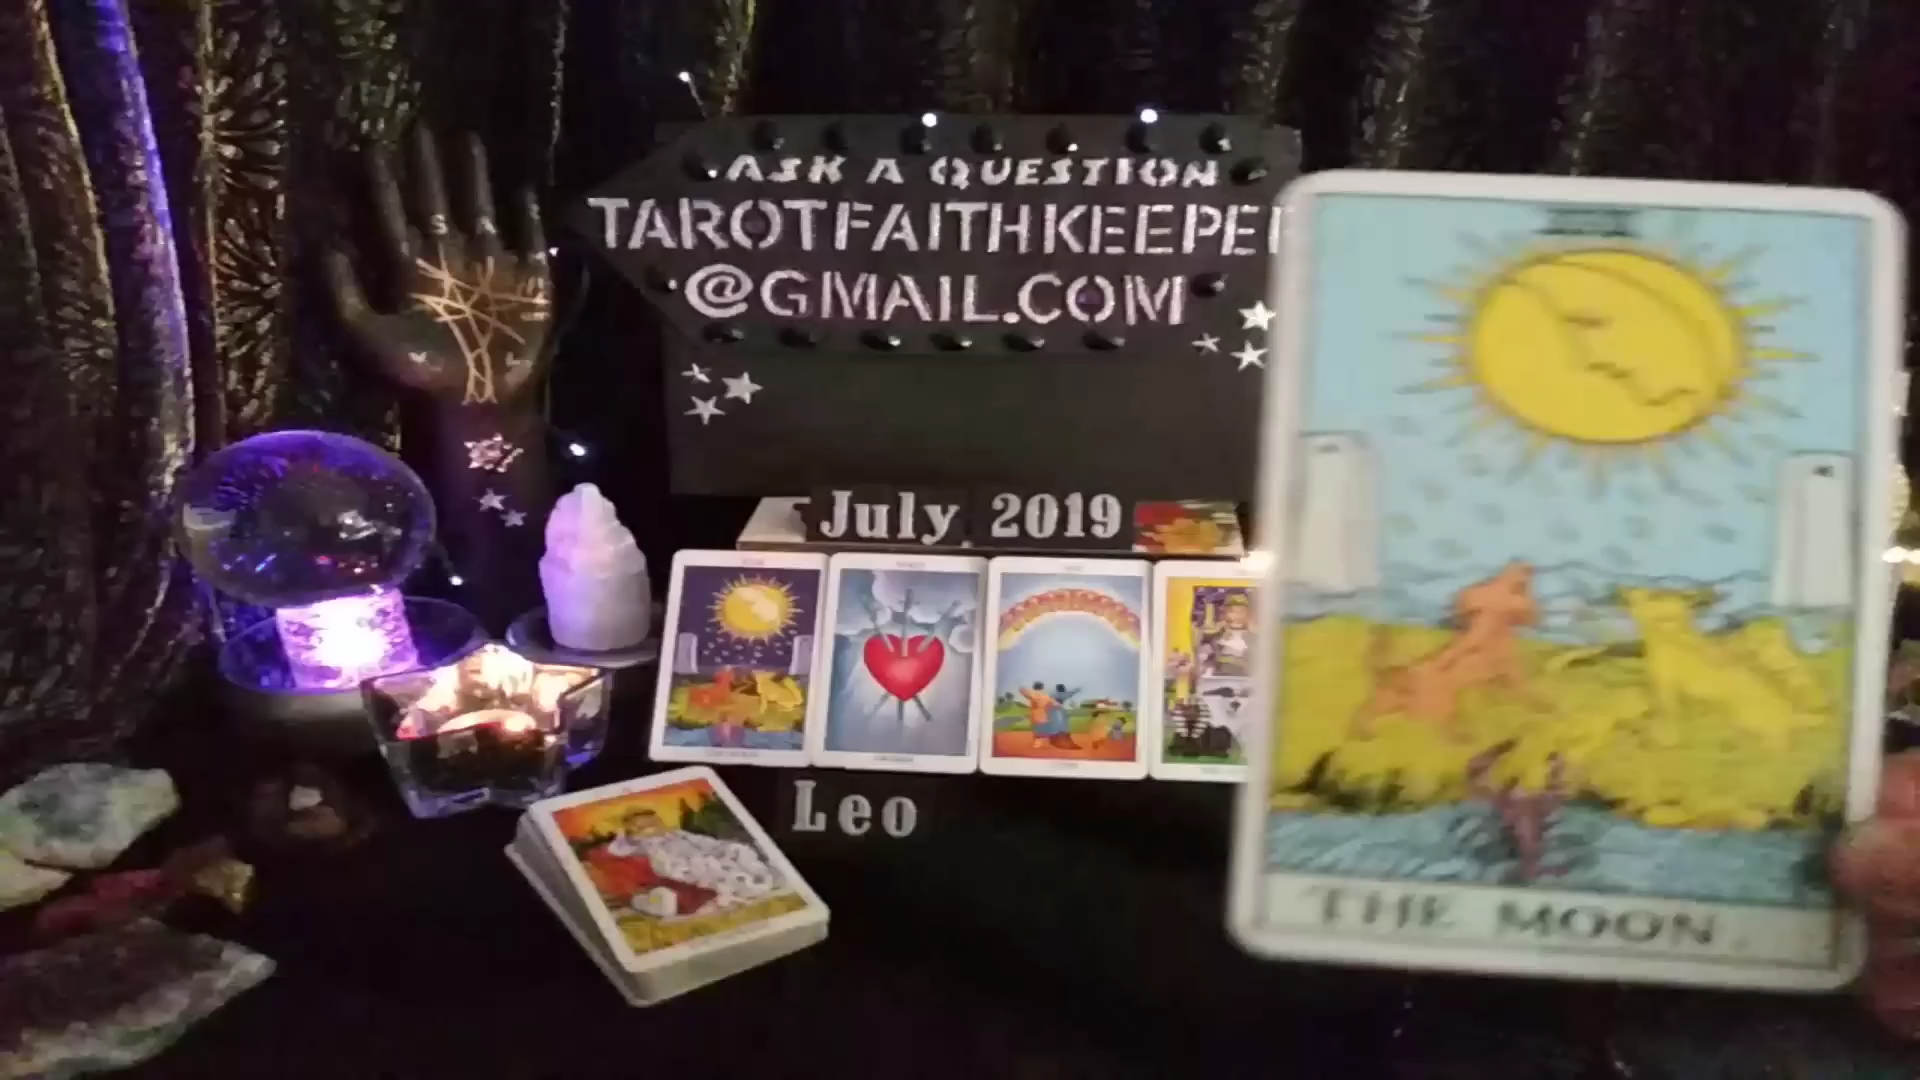 ASK A QUESTION
TAROTFAITHKEEPER
@GMAIL.COM
July 2019
Leo
THE MOON.